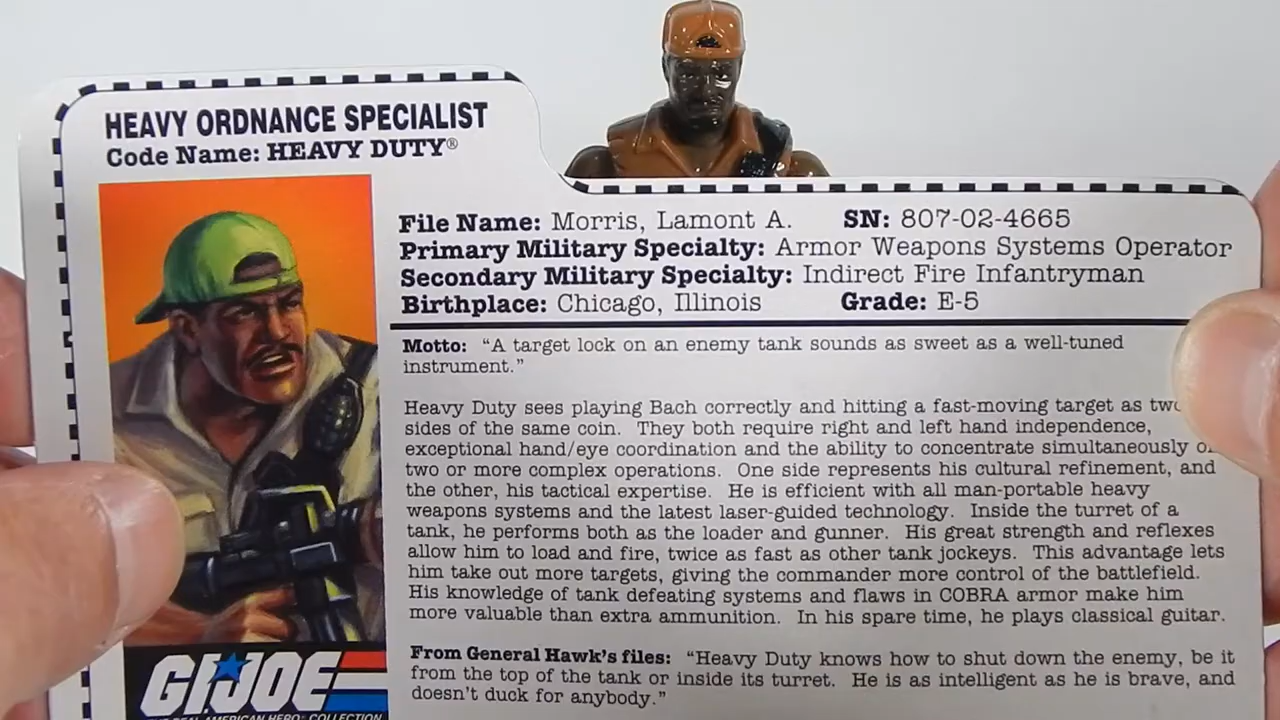 HEAVY ORDNANCE SPECIALIST
Code Name: HEAVY DUTY®
File Name: Morris, Lamont A. SN: 807-02-4665
Primary Military Specialty: Armor Weapons Systems Operator
Secondary Military Specialty: Indirect Fire Infantryman
Birthplace: Chicago, Illinois Grade: E-5
Motto: “A target lock on an enemy tank sounds as sweet as a well-tuned
instrument.”
Heavy Duty sees playing Bach correctly and hitting a fast-moving target as two
sides of the same coin. They both require right and left hand independence,
exceptional hand/eye coordination and the ability to concentrate simultaneously
two or more complex operations. One side represents his cultural refinement, and
the other, his tactical expertise. He is efficient with all man-portable heavy
weapons systems and the latest laser-guided technology. Inside the turret of a
tank, he performs both as the loader and gunner. His great strength and reflexes
allow him to load and fire, twice as fast as other tank jockeys. This advantage lets
him take out more targets, giving the commander more control of the battlefield.
His knowledge of tank defeating systems and flaws in COBRA armor make him
more valuable than extra ammunition. In his spare time, he plays classical guitar.
From General Hawk's files: “Heavy Duty knows how to shut down the enemy, be it
from the top of the tank or inside its turret. He is as intelligent as he is brave, and
doesn't duck for anybody.”
G.I. JOE
THE REAL AMERICAN HERO® COLLECTION